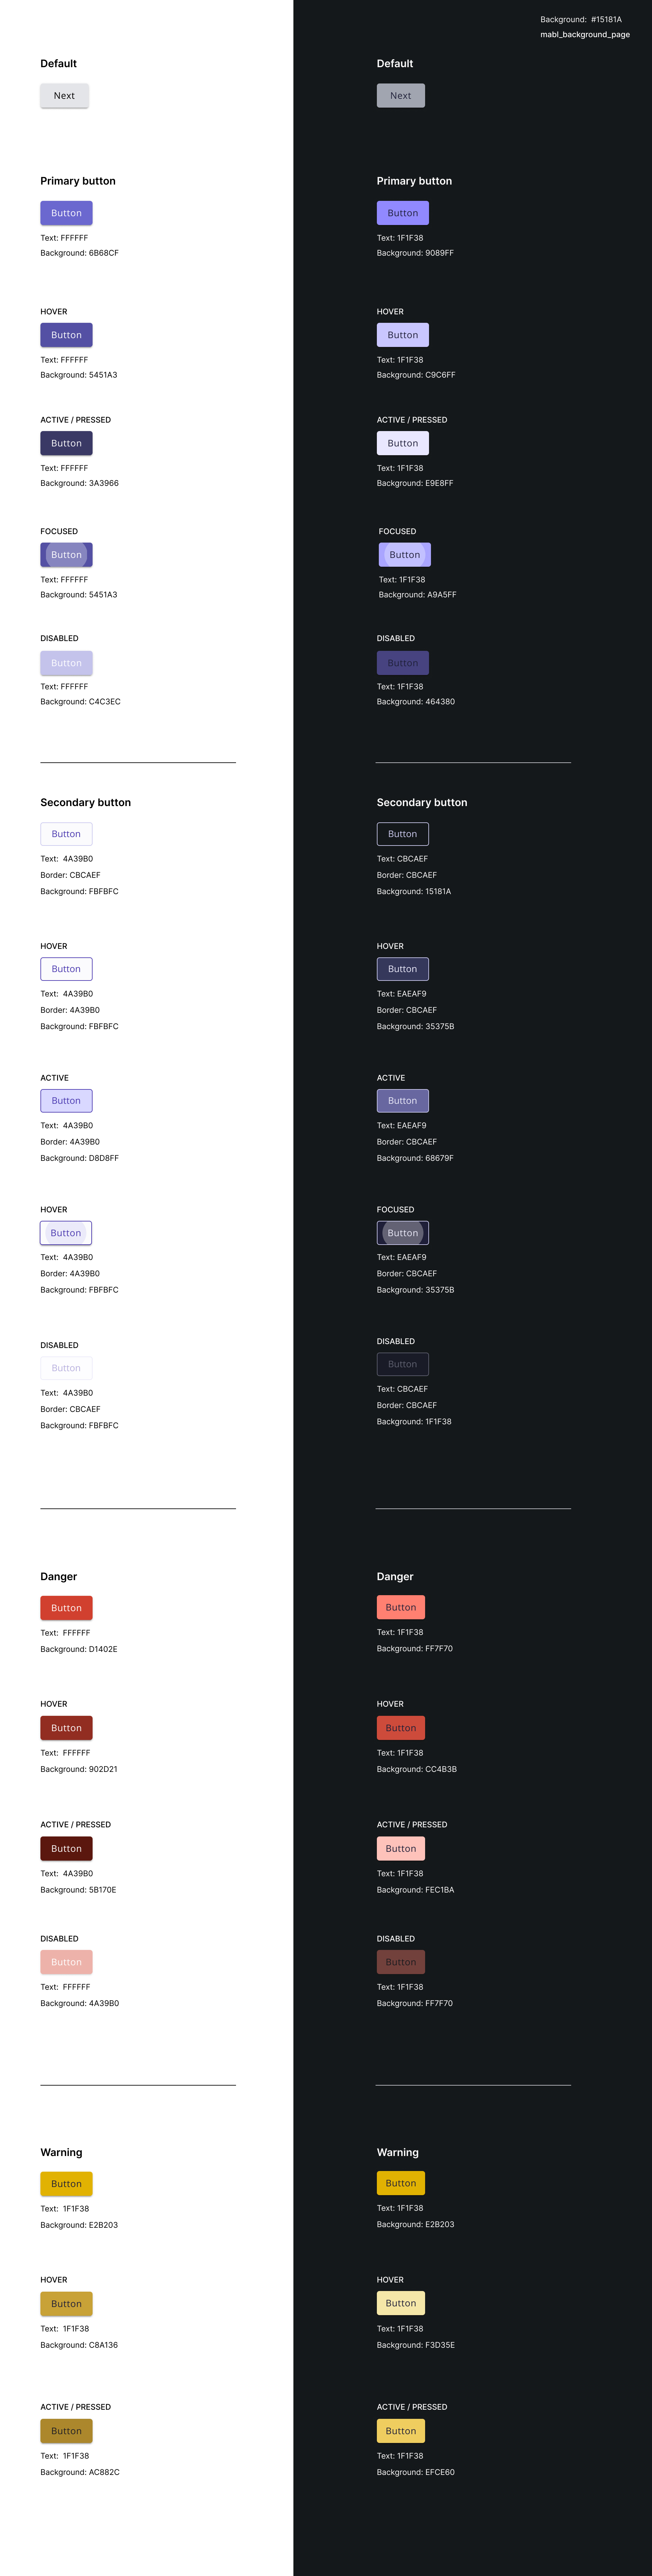 Background:  #15181A
mabl_background_page
Default
Next
Primary button
Button
Text: FFFFFF
Background: 6B68CF
HOVER
Button
Text: FFFFFF
Background: 5451A3
ACTIVE / PRESSED
Button
Text: FFFFFF
Background: 3A3966
FOCUSED
Button
Text: FFFFFF
Background: 5451A3
DISABLED
Button
Text: FFFFFF
Background: C4C3EC
Secondary button
Button
Text:  4A39B0
Border: CBCAEF
Background: FBFBFC
HOVER
Button
Text:  4A39B0
Border: 4A39B0
Background: FBFBFC
ACTIVE
Button
Text:  4A39B0
Border: 4A39B0
Background: D8D8FF
HOVER
Button
Text:  4A39B0
Border: 4A39B0
Background: FBFBFC
DISABLED
Button
Text:  4A39B0
Border: CBCAEF
Background: FBFBFC
Danger
Button
Text:  FFFFFF
Background: D1402E
HOVER
Button
Text:  FFFFFF
Background: 902D21
ACTIVE / PRESSED
Button
Text:  4A39B0
Background: 5B170E
DISABLED
Button
Text:  FFFFFF
Background: 4A39B0
Warning
Button
Text:  1F1F38
Background: E2B203
HOVER
Button
Text:  1F1F38
Background: C8A136
ACTIVE / PRESSED
Button
Text:  1F1F38
Background: AC882C
Default
Next
Primary button
Button
Text: 1F1F38
Background: 9089FF
HOVER
Button
Text: 1F1F38
Background: C9C6FF
ACTIVE / PRESSED
Button
Text: 1F1F38
Background: E9E8FF
FOCUSED
Button
Text: 1F1F38
Background: A9A5FF
DISABLED
Button
Text: 1F1F38
Background: 464380
Secondary button
Button
Text: CBCAEF
Border: CBCAEF
Background: 15181A
HOVER
Button
Text: EAEAF9
Border: CBCAEF
Background: 35375B
ACTIVE
Button
Text: EAEAF9
Border: CBCAEF
Background: 68679F
FOCUSED
Button
Text: EAEAF9
Border: CBCAEF
Background: 35375B
DISABLED
Button
Text: CBCAEF
Border: CBCAEF
Background: 1F1F38
Danger
Button
Text: 1F1F38
Background: FF7F70
HOVER
Button
Text: 1F1F38
Background: CC4B3B
ACTIVE / PRESSED
Button
Text: 1F1F38
Background: FEC1BA
DISABLED
Button
Text: 1F1F38
Background: FF7F70
Warning
Button
Text: 1F1F38
Background: E2B203
HOVER
Button
Text: 1F1F38
Background: F3D35E
ACTIVE / PRESSED
Button
Text: 1F1F38
Background: EFCE60